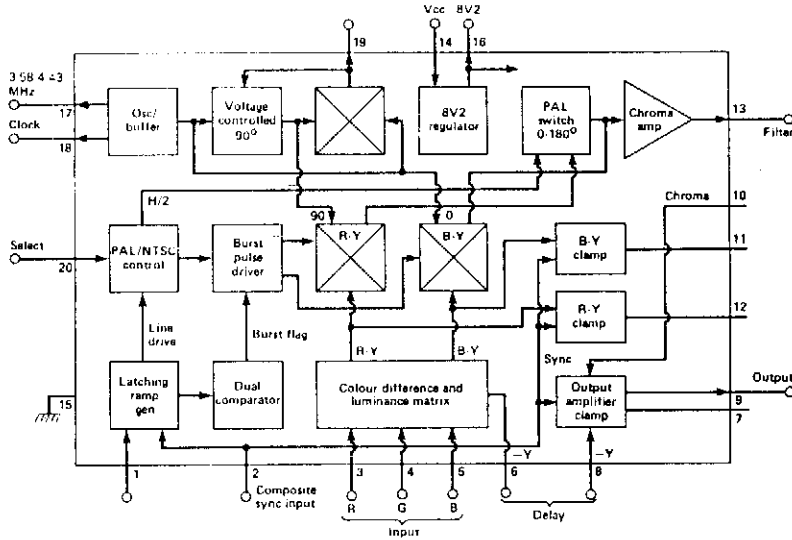 Vcc 8V2
19 14 16
3·58 4·43
MHz
17
Clock
18
Osc/
buffer
Voltage
controlled
90°
8V2
regulator
PAL
switch
0-180°
Chroma
amp
13
Filter
H/2
90
0
Chroma
10
Select
20
PAL/NTSC
control
Burst
pulse
driver
R-Y
B-Y
B-Y
clamp
11
R-Y
clamp
12
Line
drive
Burst flag
R-Y
B-Y
Sync
15
Latching
ramp
gen
Dual
comparator
Colour difference and
luminance matrix
Output
amplifier
clamp
Output
9
7
1
2
3
4
5
–Y
6
–Y
8
Composite
sync input
R
G
B
Input
Delay